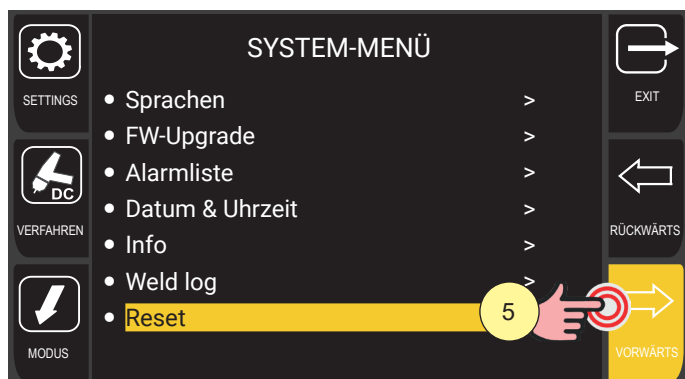 SYSTEM-MENÜ
SETTINGS
EXIT
• Sprachen >
• FW-Upgrade >
• Alarmliste >
DC
VERFAHREN
• Datum & Uhrzeit >
RÜCKWÄRTS
• Info >
• Weld log >
• Reset
5
MODUS
VORWÄRTS